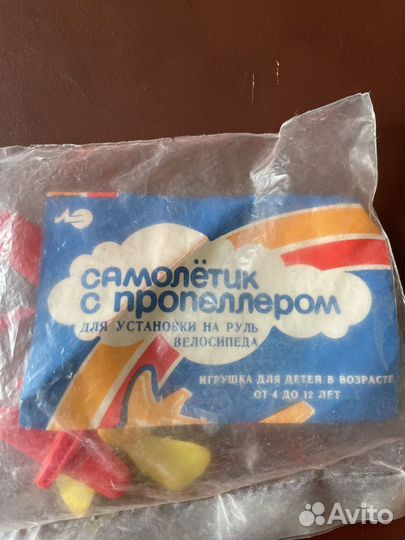 самолётик
с пропеллером
ДЛЯ УСТАНОВКИ НА РУЛЬ
ВЕЛОСИПЕДА
ИГРУШКА ДЛЯ ДЕТЕЙ В ВОЗРАСТЕ
ОТ 4 ДО 12 ЛЕТ
Avito